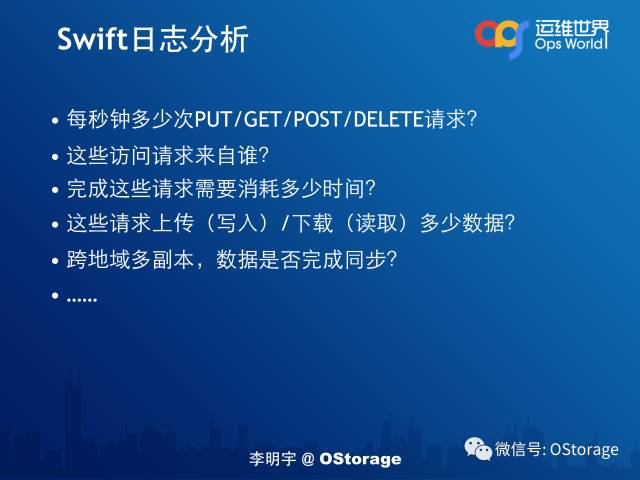 Swift日志分析
运维世界
Ops World
• 每秒钟多少次PUT/GET/POST/DELETE请求?
• 这些访问请求来自谁?
• 完成这些请求需要消耗多少时间?
• 这些请求上传（写入）/下载（读取）多少数据?
• 跨地域多副本，数据是否完成同步?
• ......
微信号: OStorage
李明宇 @ OStorage